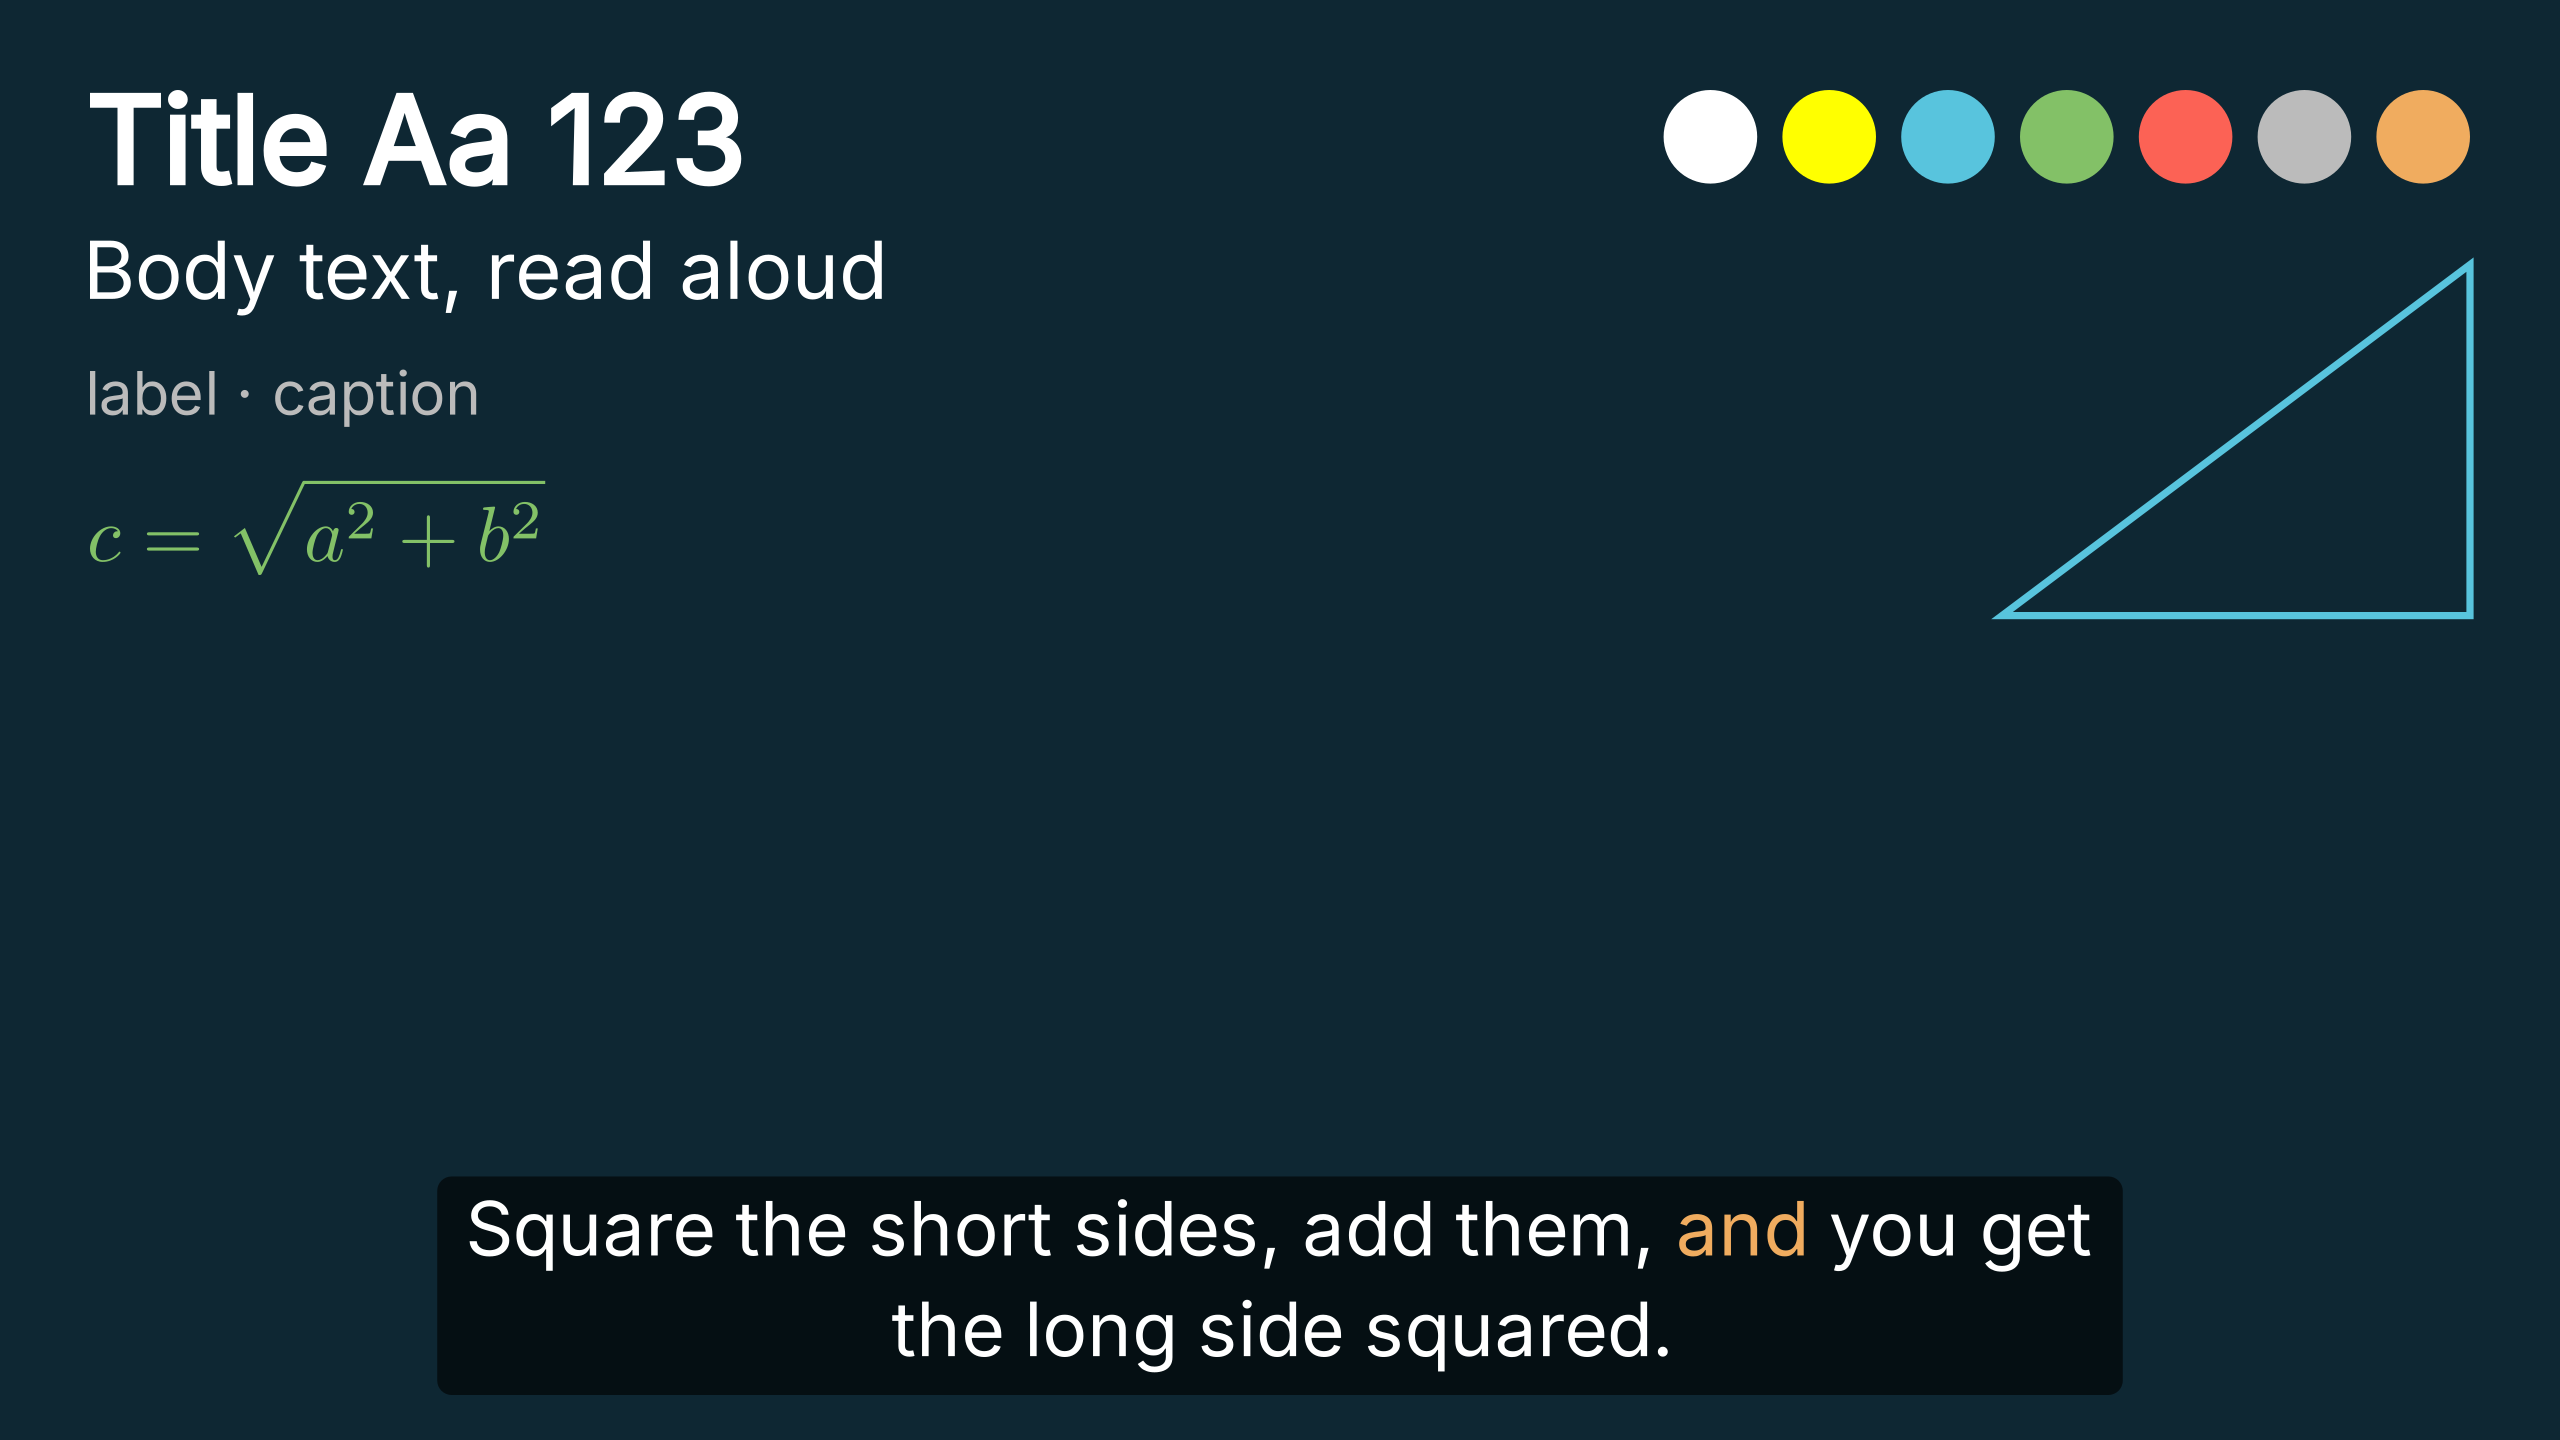 Title Aa 123
Body text, read aloud
label · caption
c = √(a² + b²)
Square the short sides, add them, and you get
the long side squared.